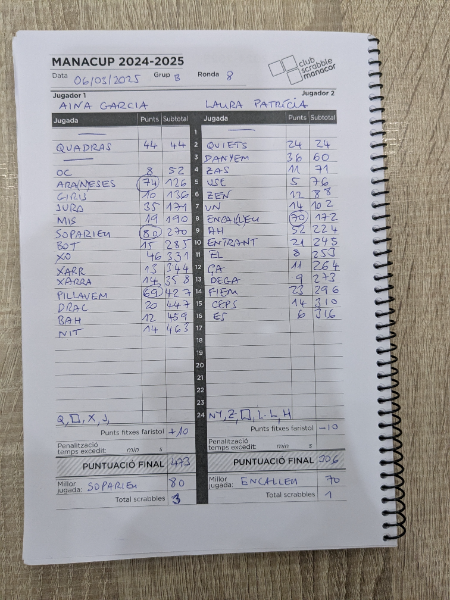 MANACUP 2024-2025
club scrabble manacor
Data 06/03/2025 Grup 3 Ronda 8
Jugador 1 Jugador 2
AINA GARCIA LAURA PATRICIA
Jugada Punts Subtotal Jugada Punts Subtotal
— 1 —
QUADRAS 44 44 2 QUIETS 24 24
3 DANYEM 36 60
OC 8 52 4 ZAS 11 71
ARANESES 74 126 5 USE 5 76
GIRIS 10 136 6 ZEN 12 88
JURO 35 171 7 UN 14 102
MIS 19 190 8 ENCALLEU 70 172
SOPARIEU 80 270 9 AH 52 224
BOT 15 285 10 ENTRANT 21 245
XO 46 331 11 EL 8 253
XARR 13 344 12 ÇA 11 264
XARRA 14 358 13 DEGA 9 273
PILLAVEM 69 427 14 FIEM 23 296
DRAC 20 447 15 CEPS 14 310
BAH 12 459 16 ES 6 316
NIT 14 463 17
18
19
20
21
22
23
24
Punts fitxes faristol +10 Punts fitxes faristol -10
Penalització temps excedit: min s Penalització temps excedit: min s
PUNTUACIÓ FINAL 473 PUNTUACIÓ FINAL 306
Millor jugada: SOPARIEU 80 Millor jugada: ENCALLEU 70
Total scrabbles 3 Total scrabbles 1